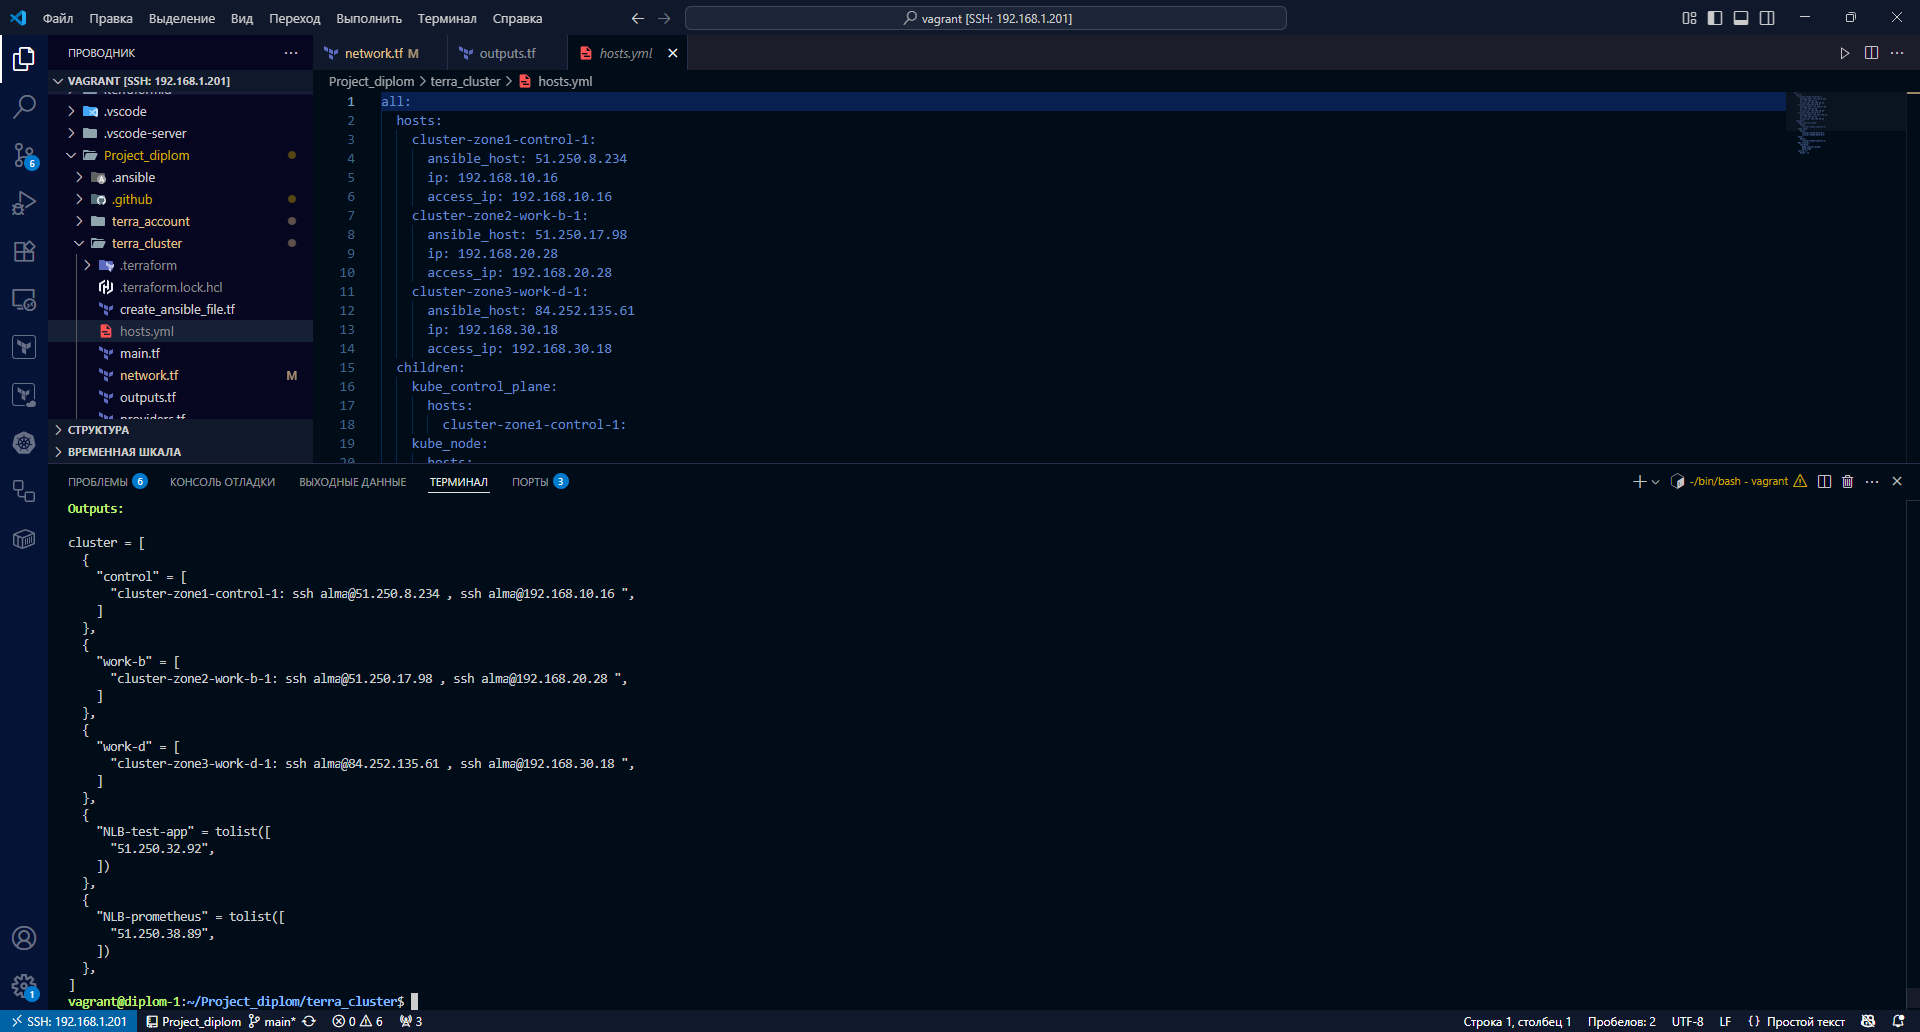 Файл Правка Выделение Вид Переход Выполнить Терминал Справка
vagrant [SSH: 192.168.1.201]
ПРОВОДНИК
VAGRANT [SSH: 192.168.1.201]
.vscode
.vscode-server
Project_diplom
.ansible
.github
terra_account
terra_cluster
.terraform
.terraform.lock.hcl
create_ansible_file.tf
hosts.yml
main.tf
network.tf M
outputs.tf
providers.tf
СТРУКТУРА
ВРЕМЕННАЯ ШКАЛА
6
1
network.tf M
outputs.tf
hosts.yml
Project_diplom > terra_cluster > hosts.yml
1 all:
2 hosts:
3 cluster-zone1-control-1:
4 ansible_host: 51.250.8.234
5 ip: 192.168.10.16
6 access_ip: 192.168.10.16
7 cluster-zone2-work-b-1:
8 ansible_host: 51.250.17.98
9 ip: 192.168.20.28
10 access_ip: 192.168.20.28
11 cluster-zone3-work-d-1:
12 ansible_host: 84.252.135.61
13 ip: 192.168.30.18
14 access_ip: 192.168.30.18
15 children:
16 kube_control_plane:
17 hosts:
18 cluster-zone1-control-1:
19 kube_node:
20 hosts:
ПРОБЛЕМЫ 6 КОНСОЛЬ ОТЛАДКИ ВЫХОДНЫЕ ДАННЫЕ ТЕРМИНАЛ ПОРТЫ 3
-/bin/bash - vagrant
Outputs:
cluster = [
{
"control" = [
"cluster-zone1-control-1: ssh alma@51.250.8.234 , ssh alma@192.168.10.16 ",
]
},
{
"work-b" = [
"cluster-zone2-work-b-1: ssh alma@51.250.17.98 , ssh alma@192.168.20.28 ",
]
},
{
"work-d" = [
"cluster-zone3-work-d-1: ssh alma@84.252.135.61 , ssh alma@192.168.30.18 ",
]
},
{
"NLB-test-app" = tolist([
"51.250.32.92",
])
},
{
"NLB-prometheus" = tolist([
"51.250.38.89",
])
},
]
vagrant@diplom-1:~/Project_diplom/terra_cluster$
SSH: 192.168.1.201 Project_diplom main* 0 6 3
Строка 1, столбец 1 Пробелов: 2 UTF-8 LF {} Простой текст